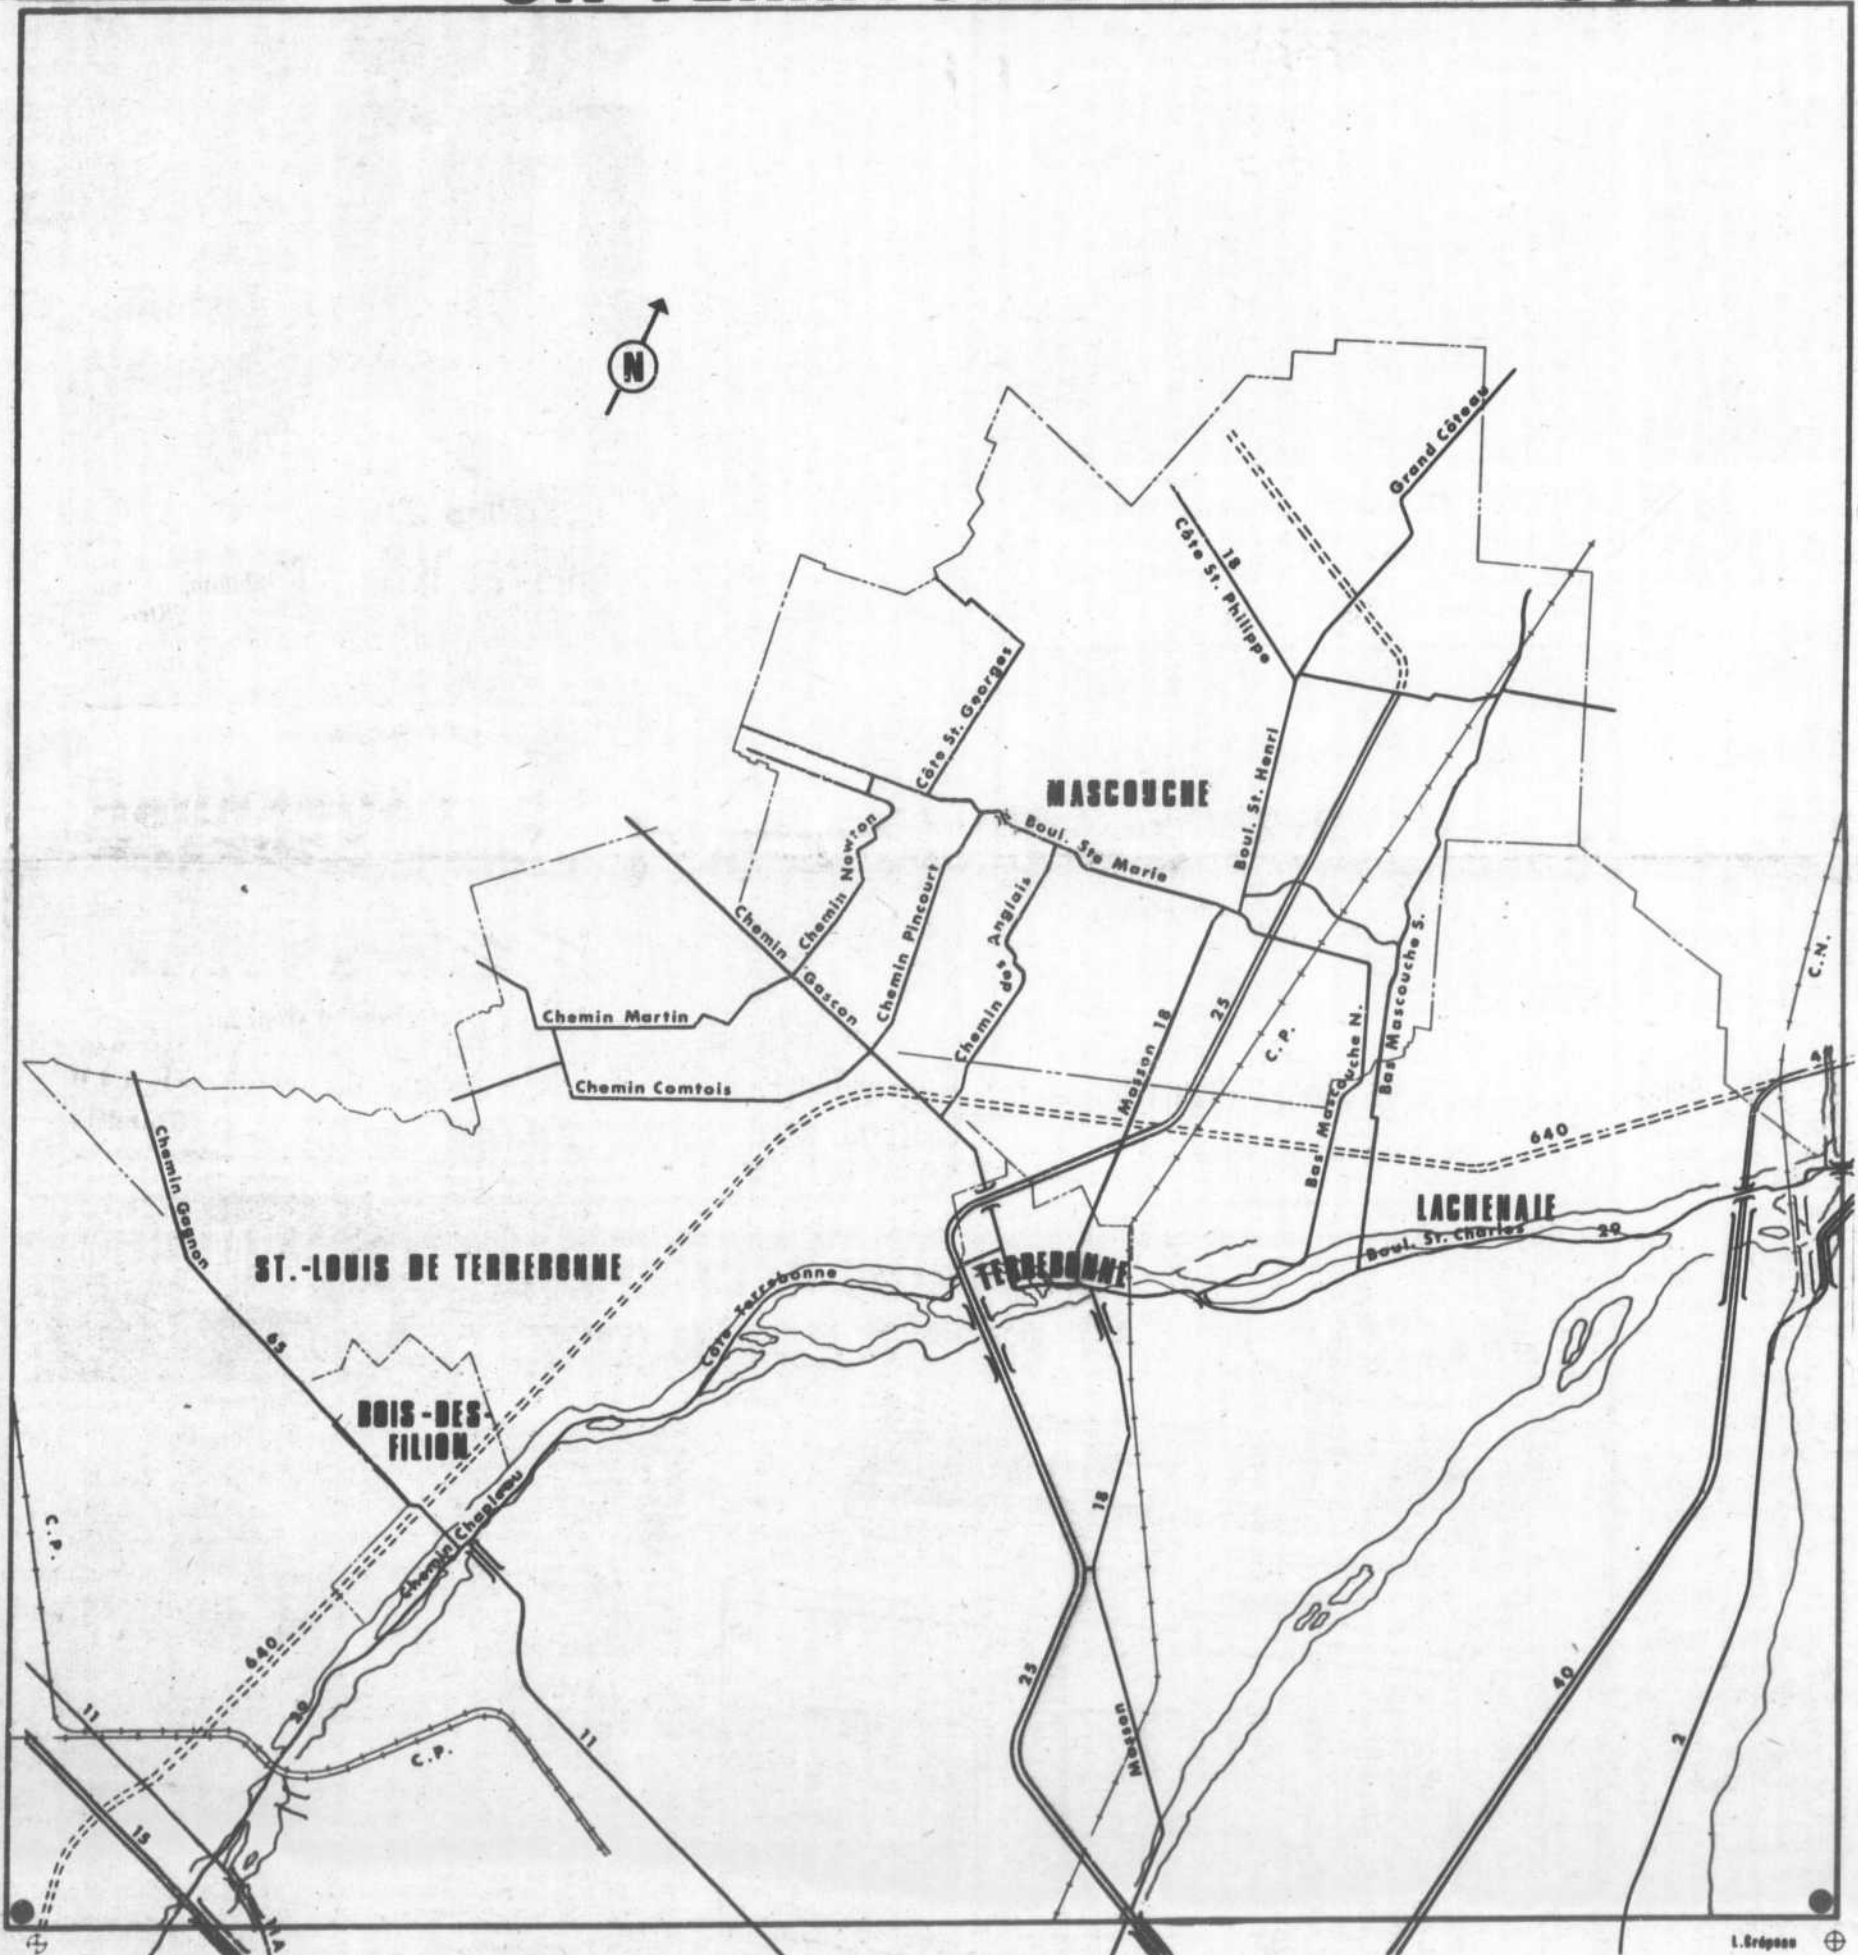 N
Grand Côteau
18
Côte St. Philippe
Côte St. Georges
MASCOUCHE
Boul. St. Henri
Boul. Ste Marie
Chemin Newton
Chemin Pincourt
Chemin des Anglais
Chemin Gascon
Chemin Martin
Chemin Comtois
Masson 18
25
C.P.
Bas Mascouche N.
Bas Mascouche S.
C.N.
640
Chemin Gagnon
LACHENAIE
Boul. St. Charles
29
ST.-LOUIS DE TERREBONNE
TERREBONNE
Côte Terrebonne
65
BOIS-DES-
FILION
Chemin Chapleau
C.P.
18
640
29
11
C.P.
11
25
Masson
40
2
15
L.Crépeau